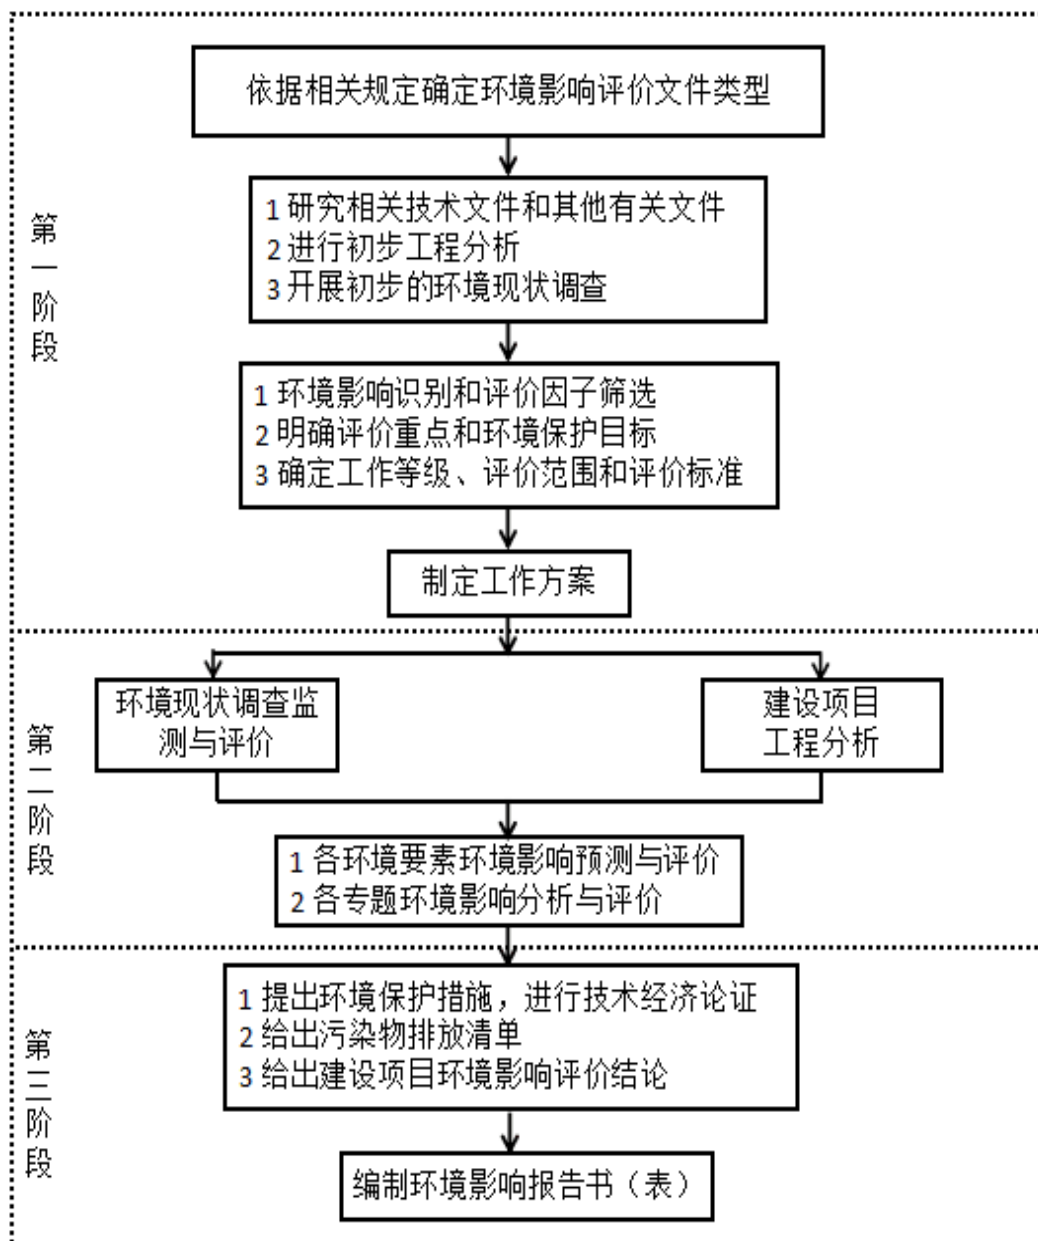 依据相关规定确定环境影响评价文件类型
第一阶段
1 研究相关技术文件和其他有关文件
2 进行初步工程分析
3 开展初步的环境现状调查
1 环境影响识别和评价因子筛选
2 明确评价重点和环境保护目标
3 确定工作等级、评价范围和评价标准
制定工作方案
第二阶段
环境现状调查监
测与评价
建设项目
工程分析
1 各环境要素环境影响预测与评价
2 各专题环境影响分析与评价
第三阶段
1 提出环境保护措施，进行技术经济论证
2 给出污染物排放清单
3 给出建设项目环境影响评价结论
编制环境影响报告书（表）